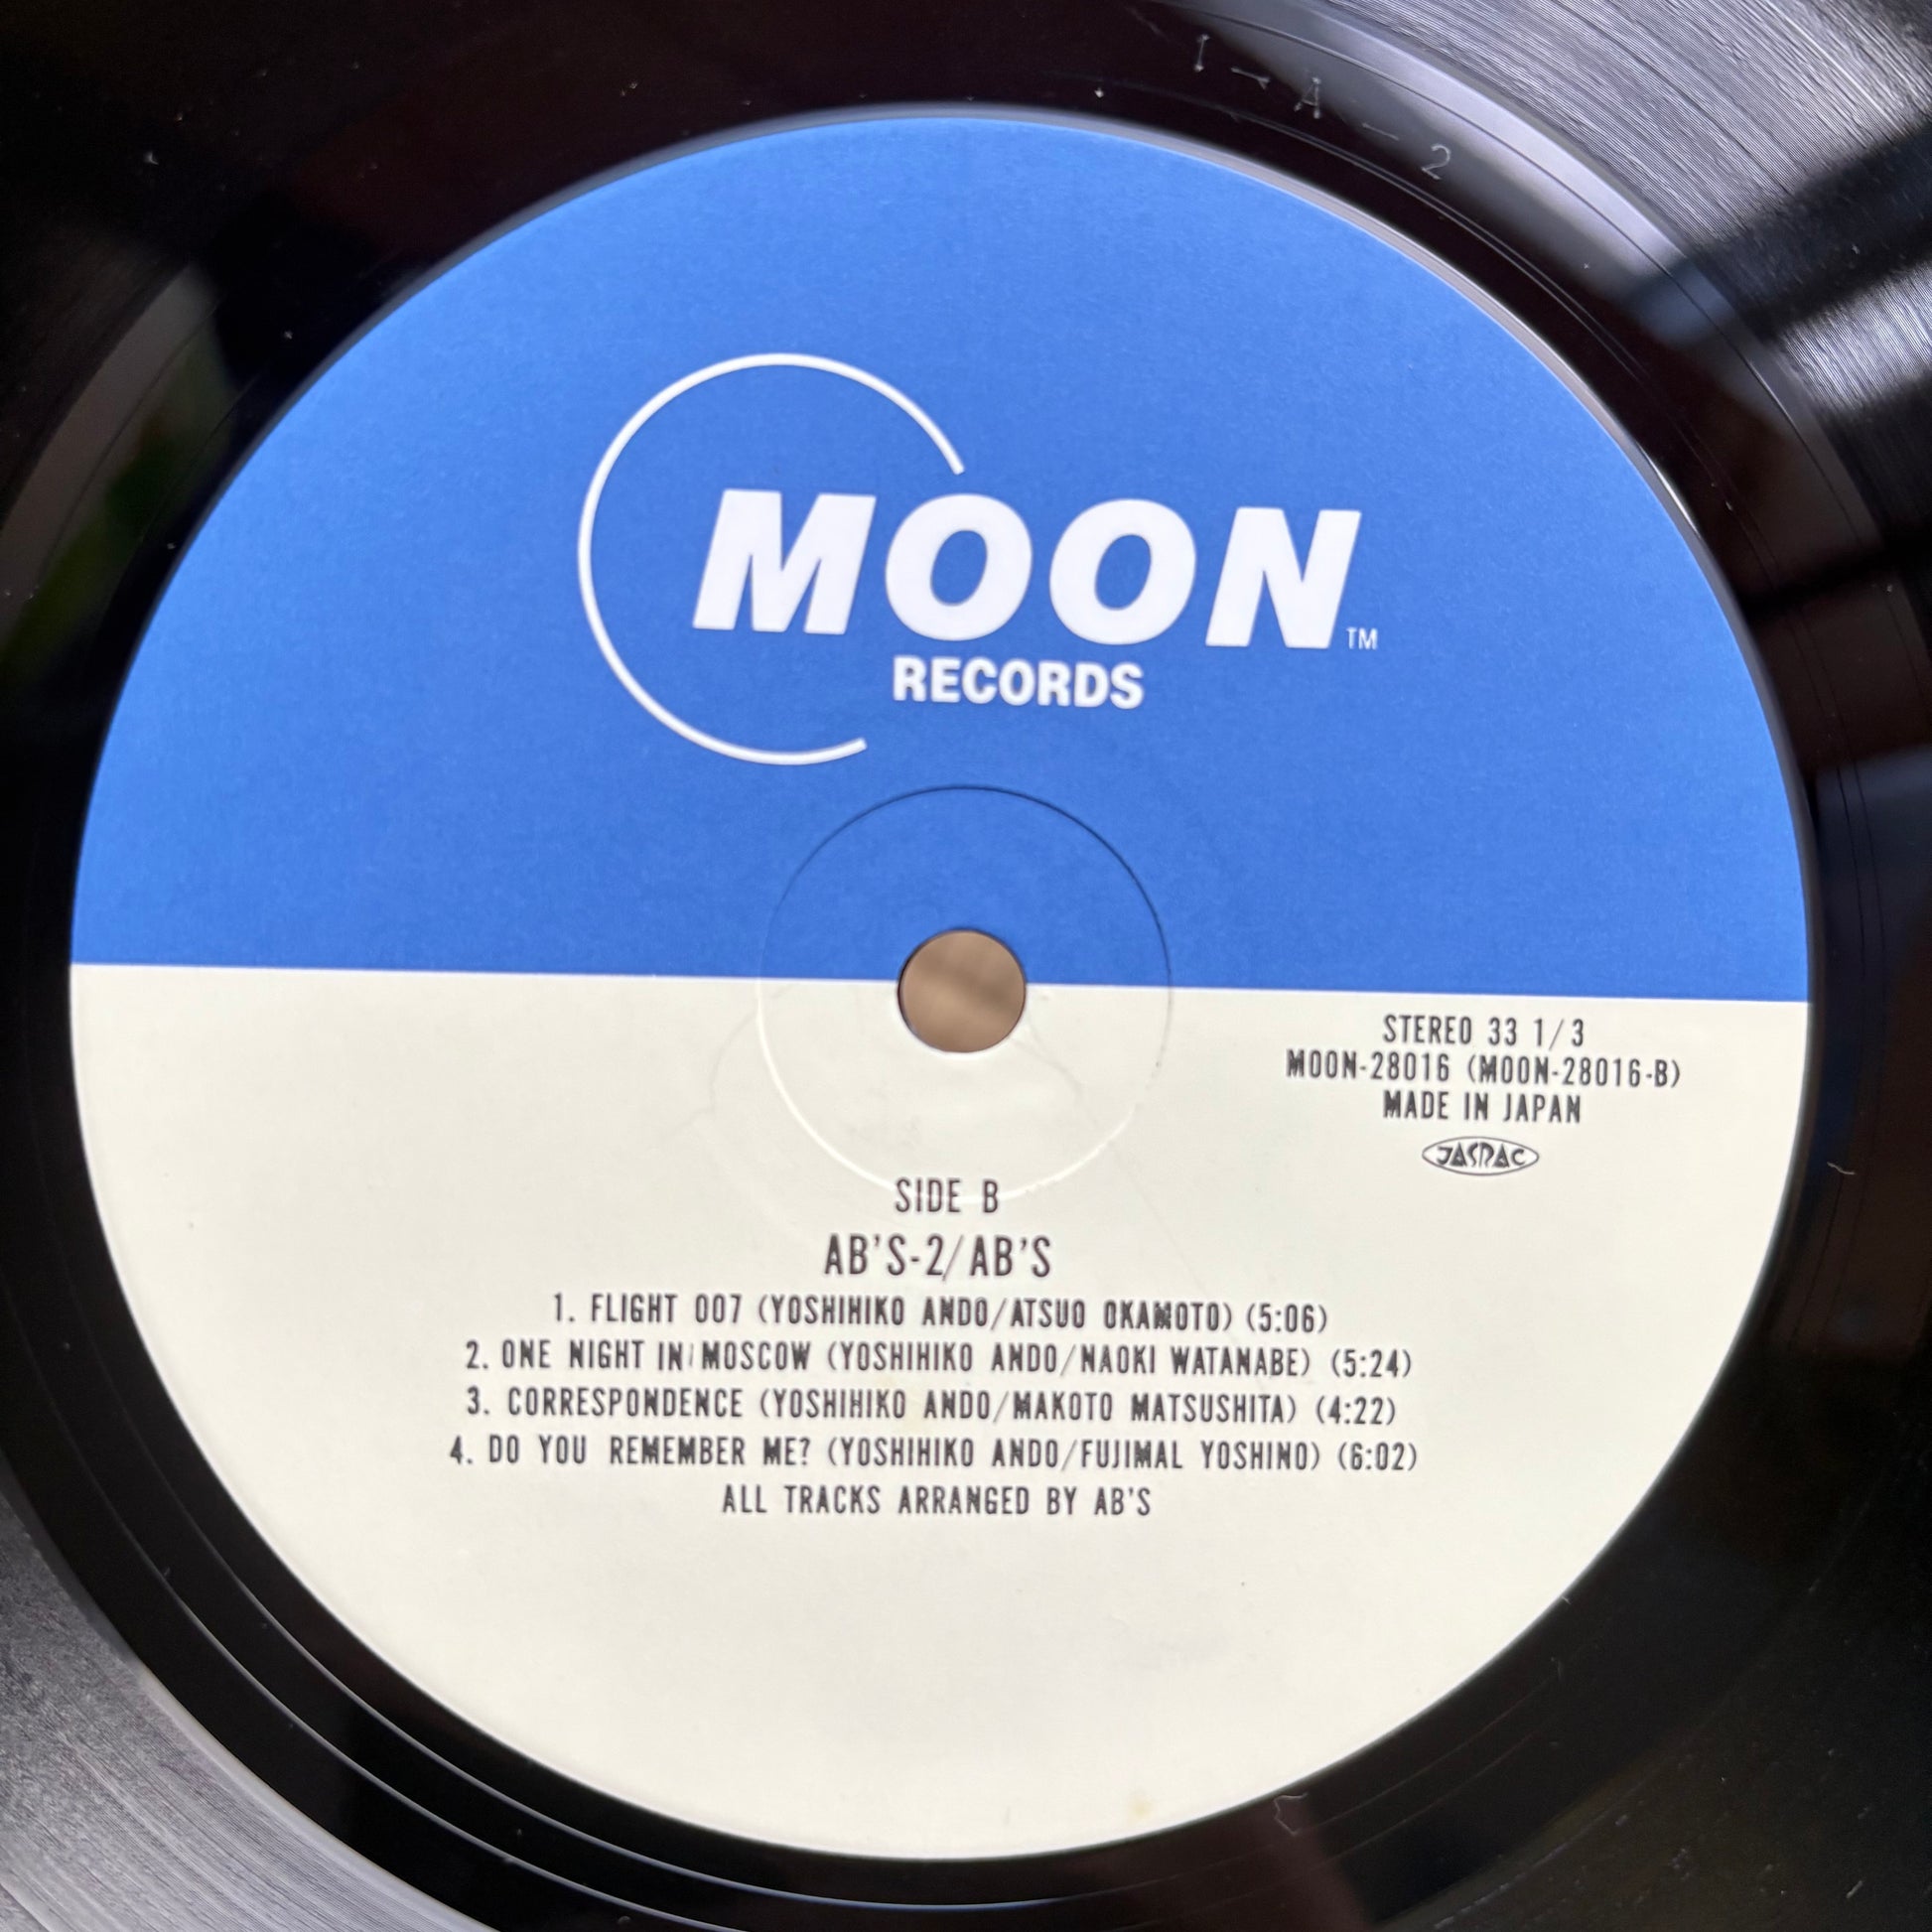 1-A-2
MOON TM
RECORDS
STEREO 33 1/3
MOON-28016 (MOON-28016-B)
MADE IN JAPAN
JASRAC
SIDE B
AB'S-2/AB'S
1. FLIGHT 007 (YOSHIHIKO ANDO/ATSUO OKAMOTO) (5:06)
2. ONE NIGHT IN MOSCOW (YOSHIHIKO ANDO/NAOKI WATANABE) (5:24)
3. CORRESPONDENCE (YOSHIHIKO ANDO/MAKOTO MATSUSHITA) (4:22)
4. DO YOU REMEMBER ME? (YOSHIHIKO ANDO/FUJIMAL YOSHINO) (6:02)
ALL TRACKS ARRANGED BY AB'S